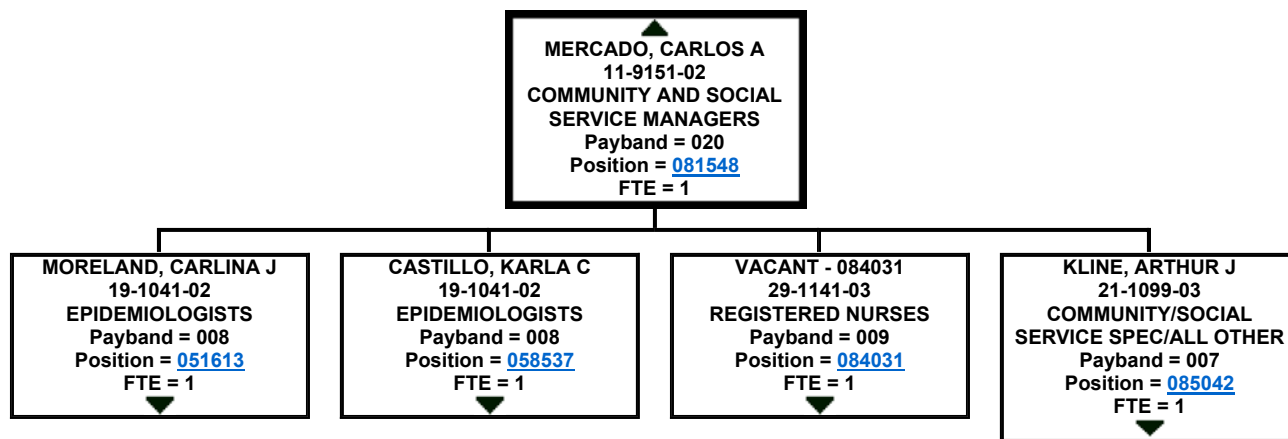 MERCADO, CARLOS A
11-9151-02
COMMUNITY AND SOCIAL
SERVICE MANAGERS
Payband = 020
Position = 081548
FTE = 1
MORELAND, CARLINA J
19-1041-02
EPIDEMIOLOGISTS
Payband = 008
Position = 051613
FTE = 1
CASTILLO, KARLA C
19-1041-02
EPIDEMIOLOGISTS
Payband = 008
Position = 058537
FTE = 1
VACANT - 084031
29-1141-03
REGISTERED NURSES
Payband = 009
Position = 084031
FTE = 1
KLINE, ARTHUR J
21-1099-03
COMMUNITY/SOCIAL
SERVICE SPEC/ALL OTHER
Payband = 007
Position = 085042
FTE = 1